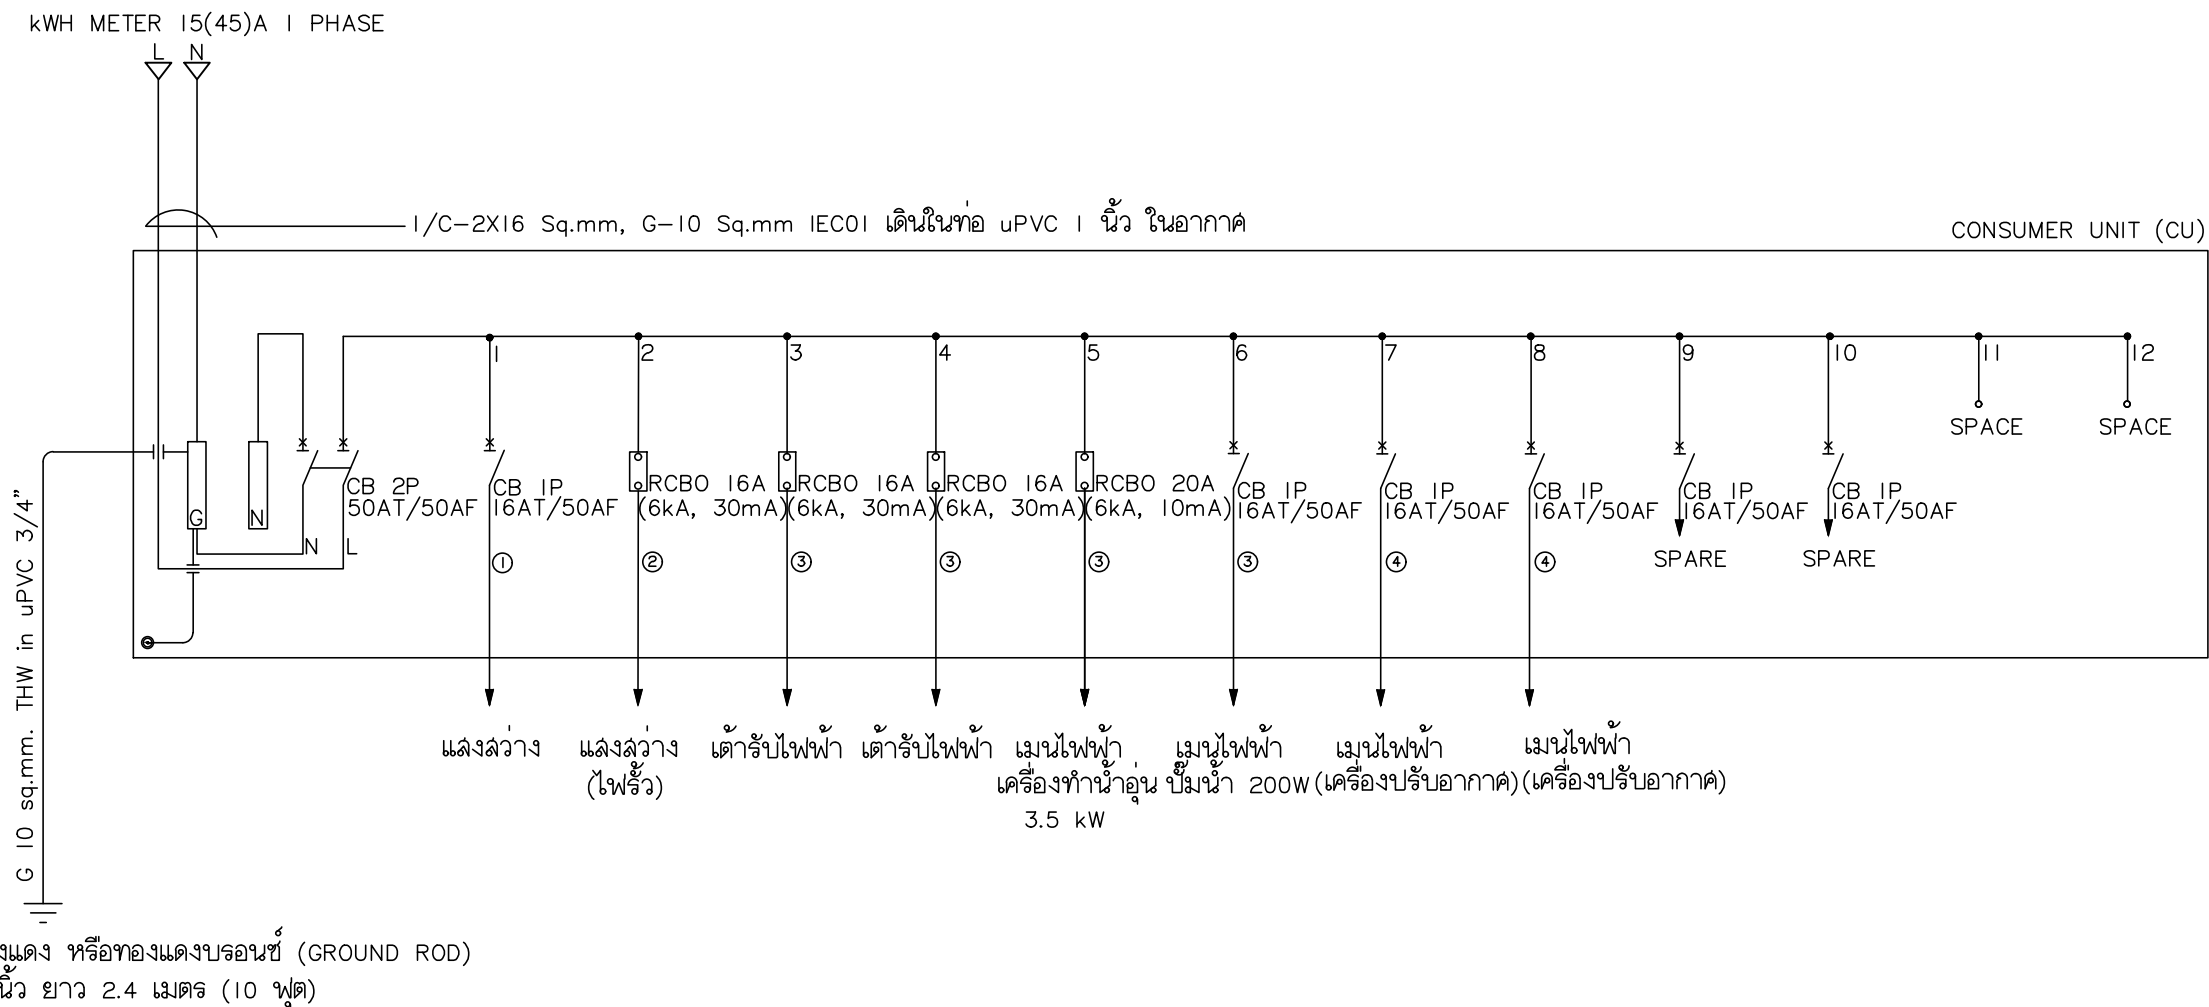 kWH METER 15(45)A 1 PHASE
L N
1/C-2X16 Sq.mm, G-10 Sq.mm IEC01 เดินในท่อ uPVC 1 นิ้ว ในอากาศ
CONSUMER UNIT (CU)
1 2 3 4 5 6 7 8 9 10 11 12
SPACE
SPACE
G
N
CB 2P
50AT/50AF
N L
CB 1P
16AT/50AF
①
RCBO 16A
(6kA, 30mA)
②
RCBO 16A
(6kA, 30mA)
③
RCBO 16A
(6kA, 30mA)
③
RCBO 20A
(6kA, 10mA)
③
CB 1P
16AT/50AF
③
CB 1P
16AT/50AF
④
CB 1P
16AT/50AF
④
CB 1P
16AT/50AF
SPARE
CB 1P
16AT/50AF
SPARE
แสงสว่าง
แสงสว่าง
(ไฟรั้ว)
เต้ารับไฟฟ้า
เต้ารับไฟฟ้า
เมนไฟฟ้า
เครื่องทำน้ำอุ่น
3.5 kW
เมนไฟฟ้า
ปั๊มน้ำ 200W
เมนไฟฟ้า
(เครื่องปรับอากาศ)
เมนไฟฟ้า
(เครื่องปรับอากาศ)
G 10 sq.mm. THW in uPVC 3/4"
งแดง หรือทองแดงบรอนซ์ (GROUND ROD)
นิ้ว ยาว 2.4 เมตร (10 ฟุต)